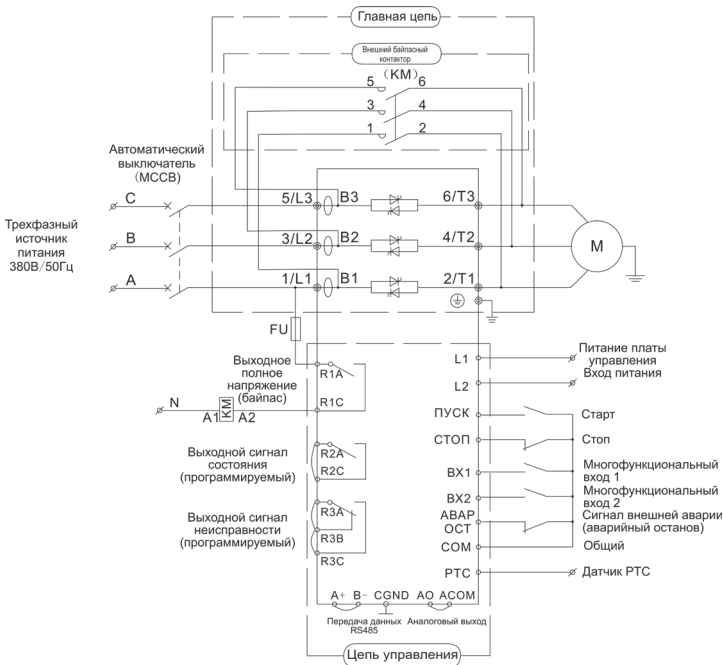 Главная цепь
Внешний байпасный
контактор
(KM)
5 6
3 4
1 2
Автоматический
выключатель
(MCCB)
C 5/L3 B3 6/T3
Трехфазный
источник
питания
380В/50Гц
B 3/L2 B2 4/T2 M
A 1/L1 B1 2/T1
FU
Выходное
полное
напряжение
(байпас)
R1A
R1C
N A1 KM A2
L1 Питание платы
управления
L2 Вход питания
ПУСК Старт
СТОП Стоп
Выходной сигнал
состояния
(программируемый)
R2A
R2C
ВХ1 Многофункциональный
вход 1
ВХ2 Многофункциональный
вход 2
Выходной сигнал
неисправности
(программируемый)
R3A
R3B
R3C
АВАР
ОСТ
Сигнал внешней аварии
(аварийный останов)
COM Общий
PTC Датчик PTC
A+ B- CGND AO ACOM
Передача данных
RS485
Аналоговый выход
Цепь управления